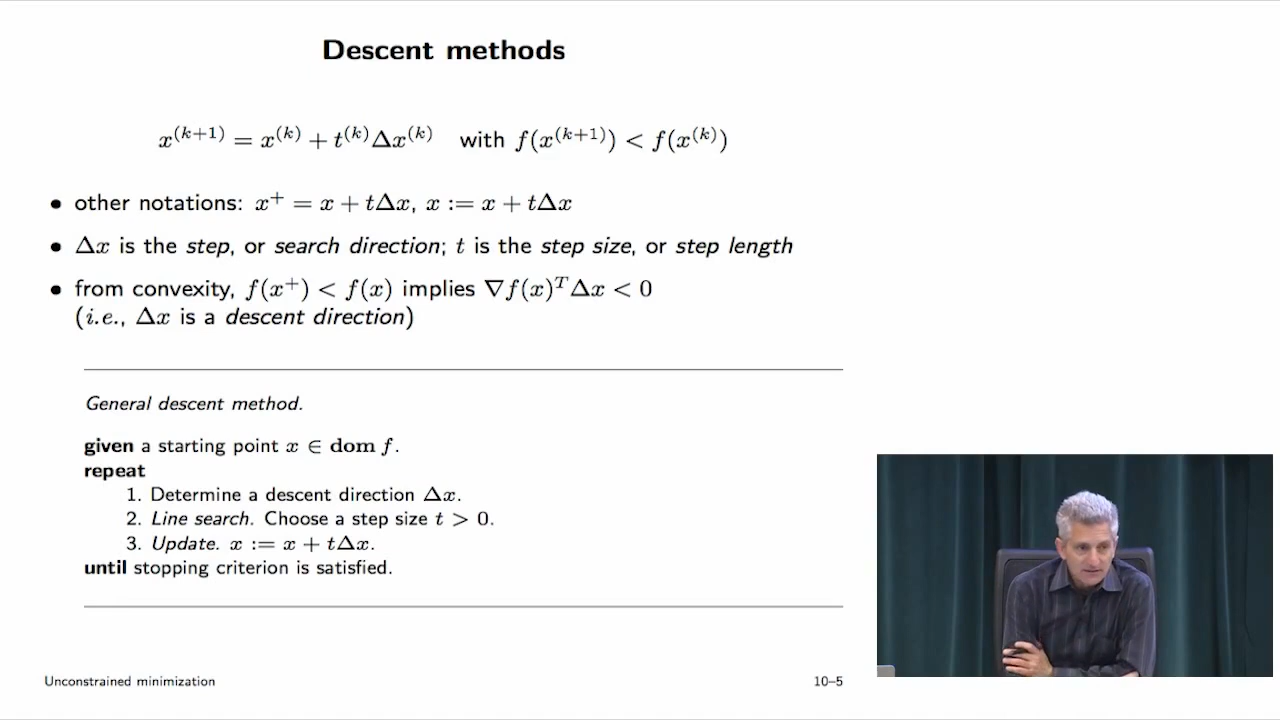 Descent methods
x^{(k+1)} = x^{(k)} + t^{(k)}Δx^{(k)} with f(x^{(k+1)}) < f(x^{(k)})
• other notations: x^+ = x + tΔx, x := x + tΔx
• Δx is the step, or search direction; t is the step size, or step length
• from convexity, f(x^+) < f(x) implies ∇f(x)^T Δx < 0
(i.e., Δx is a descent direction)
General descent method.
given a starting point x ∈ dom f.
repeat
1. Determine a descent direction Δx.
2. Line search. Choose a step size t > 0.
3. Update. x := x + tΔx.
until stopping criterion is satisfied.
Unconstrained minimization 10–5